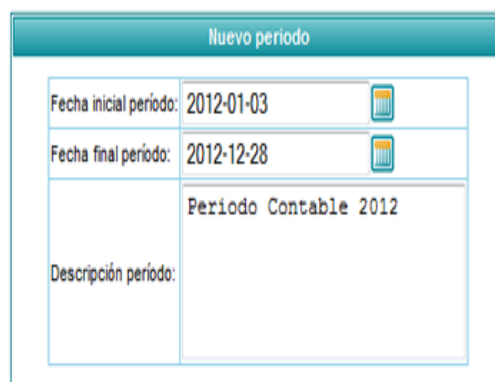 Nuevo periodo
Fecha inicial período: 2012-01-03
Fecha final período: 2012-12-28
Descripción período: Periodo Contable 2012